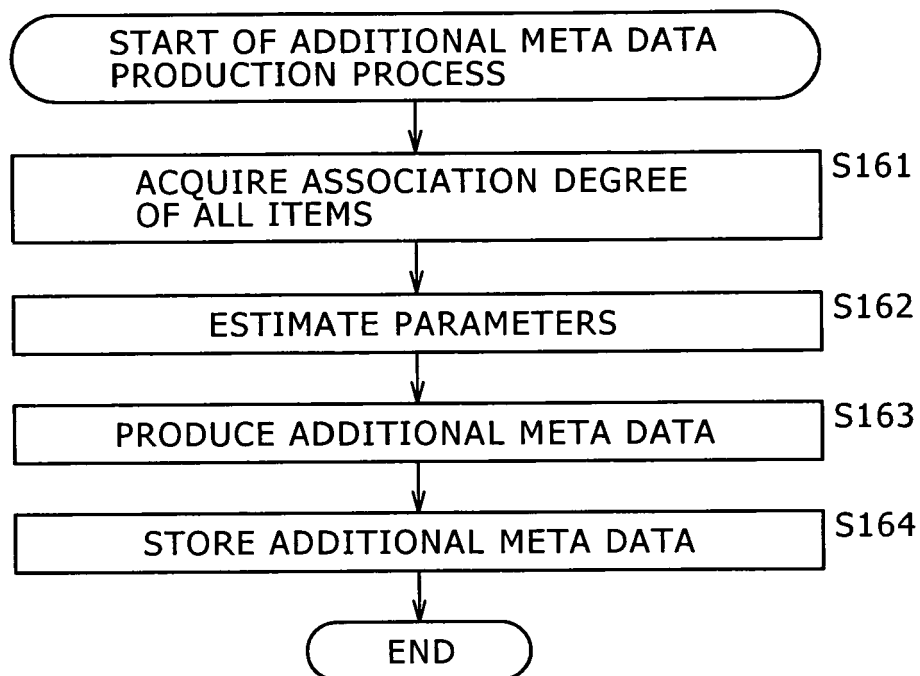 START OF ADDITIONAL META DATA
PRODUCTION PROCESS
ACQUIRE ASSOCIATION DEGREE
OF ALL ITEMS
S161
ESTIMATE PARAMETERS
S162
PRODUCE ADDITIONAL META DATA
S163
STORE ADDITIONAL META DATA
S164
END